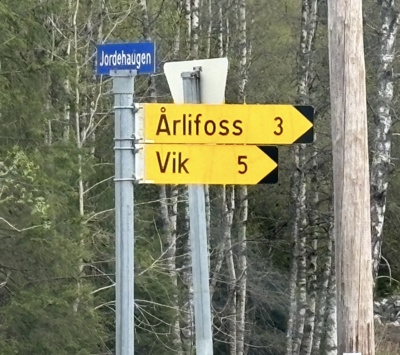 Jordehaugen
Årlifoss 3
Vik 5